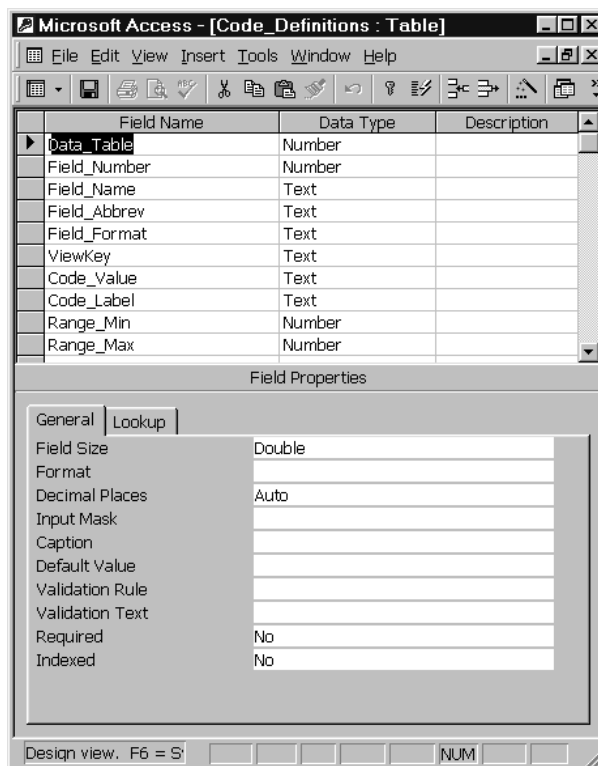 Microsoft Access - [Code_Definitions : Table]
File Edit View Insert Tools Window Help
Field Name Data Type Description
Data_Table Number
Field_Number Number
Field_Name Text
Field_Abbrev Text
Field_Format Text
ViewKey Text
Code_Value Text
Code_Label Text
Range_Min Number
Range_Max Number
Field Properties
General Lookup
Field Size Double
Format
Decimal Places Auto
Input Mask
Caption
Default Value
Validation Rule
Validation Text
Required No
Indexed No
Design view. F6 = S NUM